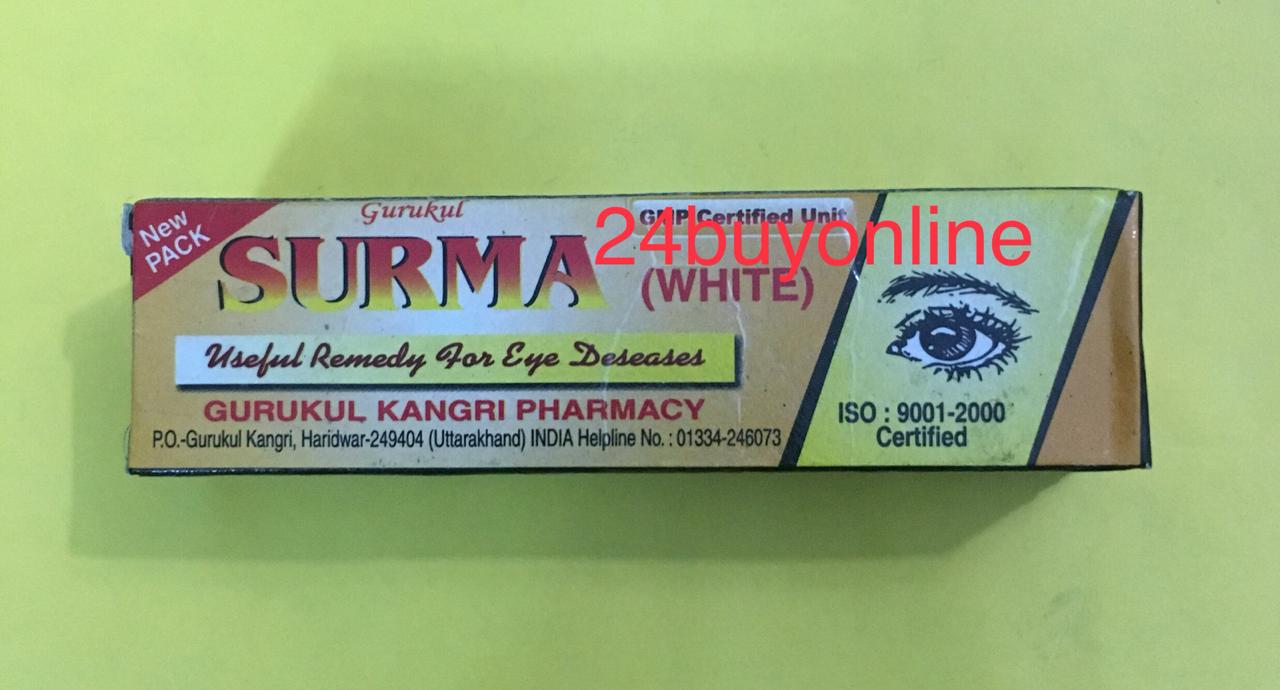 New
PACK
Gurukul
SURMA
(WHITE)
GMP Certified Unit
24buyonline
Useful Remedy For Eye Deseases
GURUKUL KANGRI PHARMACY
P.O.-Gurukul Kangri, Haridwar-249404 (Uttarakhand) INDIA Helpline No. : 01334-246073
ISO : 9001-2000
Certified